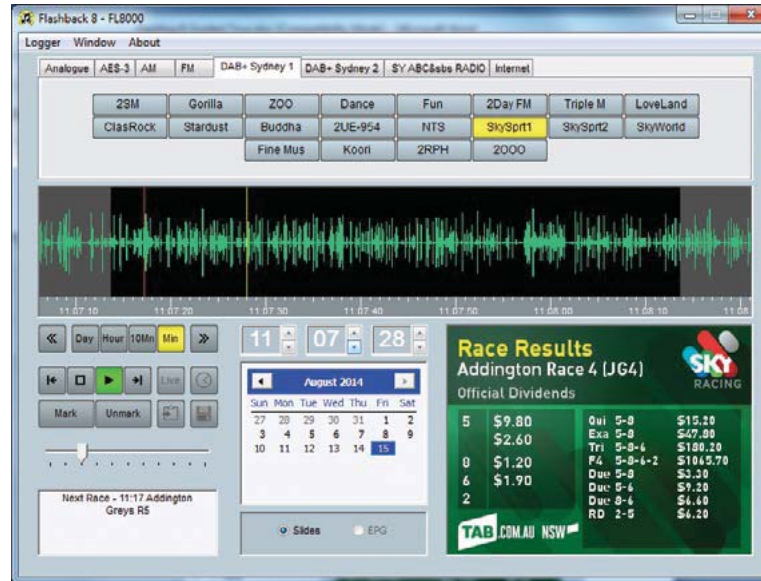 Flashback 8 - FL8000
Logger Window About
Analogue AES-3 AM FM DAB+ Sydney 1 DAB+ Sydney 2 SY ABC&sbs RADIO Internet
2SM Gorilla ZOO Dance Fun 2Day FM Triple M LoveLand
ClasRock Stardust Buddha 2UE-954 NTS SkySprt1 SkySprt2 SkyWorld
Fine Mus Koori 2RPH 2OOO
11:07:10 11:07:20 11:07:30 11:07:40 11:07:50 11:08:00 11:08:10 11:08
Day Hour 10Mn Min
Live
Mark Unmark
Next Race - 11:17 Addington
Greys R5
11 07 28
August 2014
Sun Mon Tue Wed Thu Fri Sat
27 28 29 30 31 1 2
3 4 5 6 7 8 9
10 11 12 13 14 15
Slides EPG
Race Results
Addington Race 4 (JG4)
Official Dividends
SKY
RACING
5 $9.80
$2.60
8 $1.20
6 $1.90
2
Qui 5-8 $15.20
Exa 5-8 $47.80
Tri 5-8-6 $180.20
F4 5-8-6-2 $1065.70
Due 5-8 $3.30
Due 5-6 $9.20
Due 8-6 $6.60
RD 2-5 $6.20
TAB.COM.AU NSW